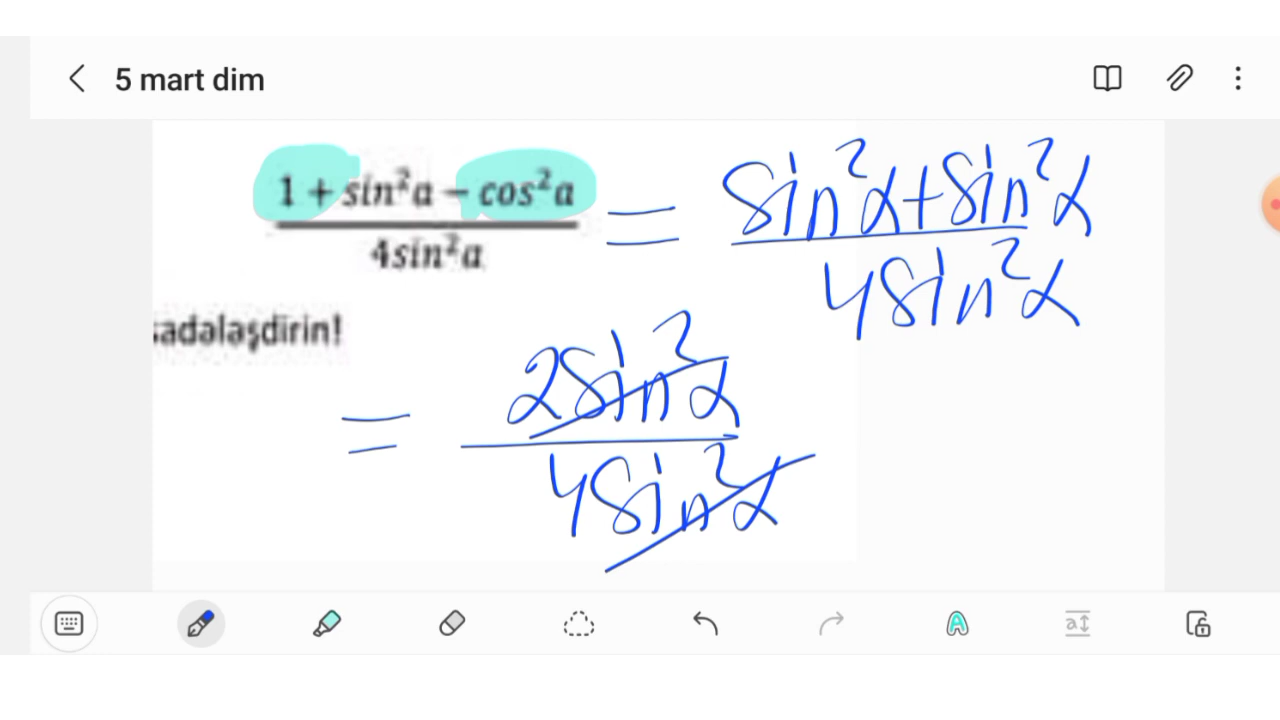 5 mart dim
1 + sin²a − cos²a / 4sin²a = sin²α + sin²α / 4sin²α
sadələşdirin!
= 2sin²α / 4sin²α